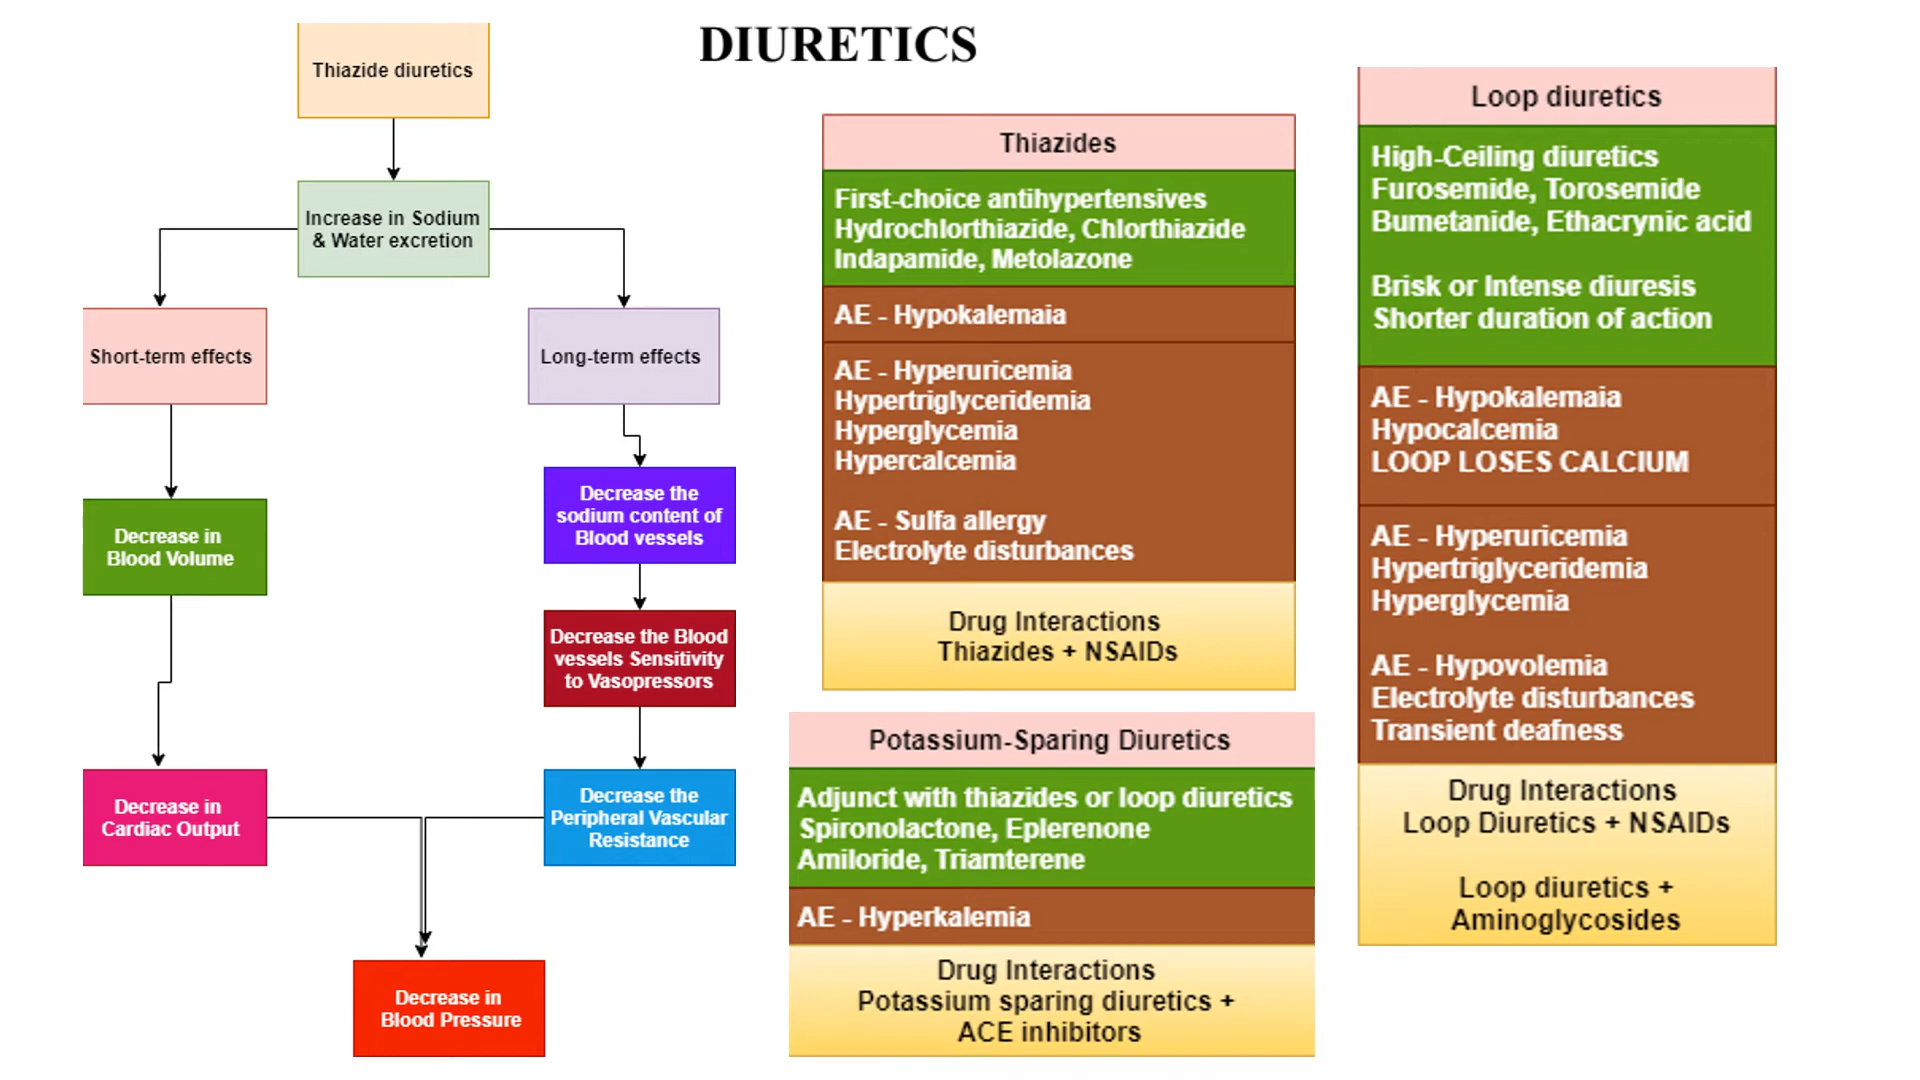 DIURETICS
Thiazide diuretics
Increase in Sodium
& Water excretion
Short-term effects
Long-term effects
Decrease in
Blood Volume
Decrease the
sodium content of
Blood vessels
Decrease the Blood
vessels Sensitivity
to Vasopressors
Decrease in
Cardiac Output
Decrease the
Peripheral Vascular
Resistance
Decrease in
Blood Pressure
Thiazides
First-choice antihypertensives
Hydrochlorthiazide, Chlorthiazide
Indapamide, Metolazone
AE - Hypokalemaia
AE - Hyperuricemia
Hypertriglyceridemia
Hyperglycemia
Hypercalcemia
AE - Sulfa allergy
Electrolyte disturbances
Drug Interactions
Thiazides + NSAIDs
Potassium-Sparing Diuretics
Adjunct with thiazides or loop diuretics
Spironolactone, Eplerenone
Amiloride, Triamterene
AE - Hyperkalemia
Drug Interactions
Potassium sparing diuretics +
ACE inhibitors
Loop diuretics
High-Ceiling diuretics
Furosemide, Torosemide
Bumetanide, Ethacrynic acid
Brisk or Intense diuresis
Shorter duration of action
AE - Hypokalemaia
Hypocalcemia
LOOP LOSES CALCIUM
AE - Hyperuricemia
Hypertriglyceridemia
Hyperglycemia
AE - Hypovolemia
Electrolyte disturbances
Transient deafness
Drug Interactions
Loop Diuretics + NSAIDs
Loop diuretics +
Aminoglycosides